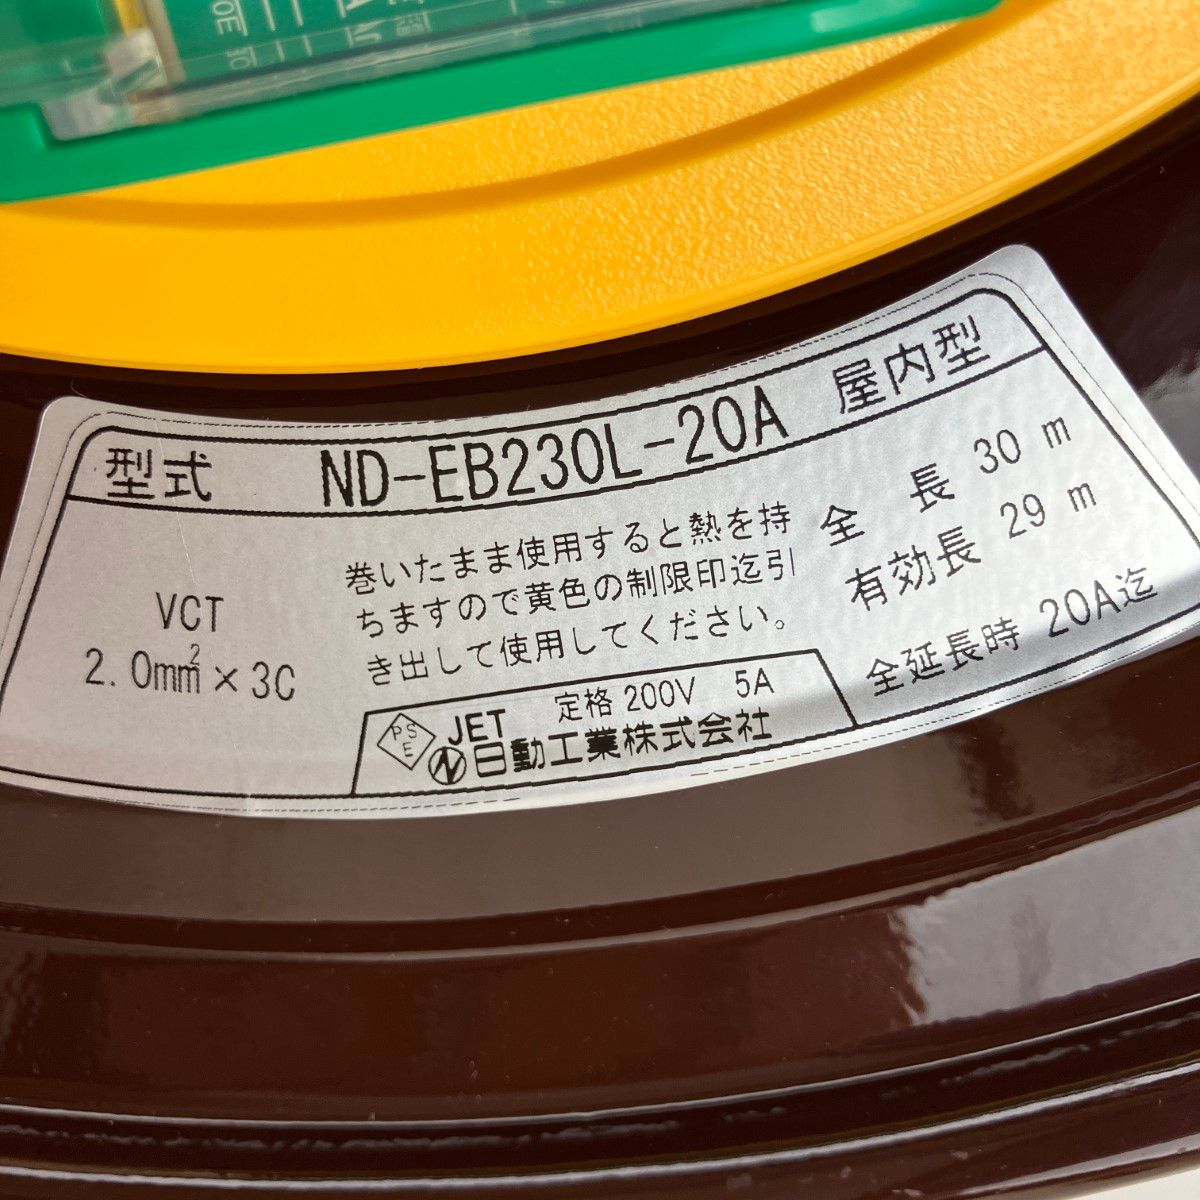 型式 ND-EB230L-20A 屋内型
VCT
2.0mm² × 3C
巻いたまま使用すると熱を持
ちますので黄色の制限印迄引
き出して使用してください。
全 長 30 m
有効長 29 m
全延長時 20A迄
PSE JET 定格 200V 5A
N 日動工業株式会社